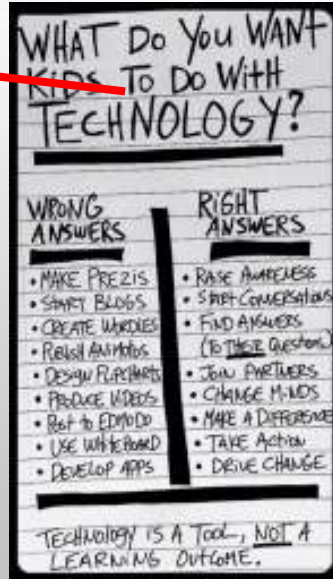 WHAT DO YOU WANT
KIDS TO DO WITH
TECHNOLOGY?
WRONG
ANSWERS
• MAKE PREZIS
• START BLOGS
• CREATE WORDLES
• PUBLISH ANIMOTOS
• DESIGN FLIPCHARTS
• PRODUCE VIDEOS
• POST TO EDMODO
• USE WHITEBOARD
• DEVELOP APPS
RIGHT
ANSWERS
• RAISE AWARENESS
• START CONVERSATIONS
• FIND ANSWERS
(TO THEIR QUESTIONS)
• JOIN PARTNERS
• CHANGE MINDS
• MAKE A DIFFERENCE
• TAKE ACTION
• DRIVE CHANGE
TECHNOLOGY IS A TOOL, NOT A
LEARNING OUTCOME.